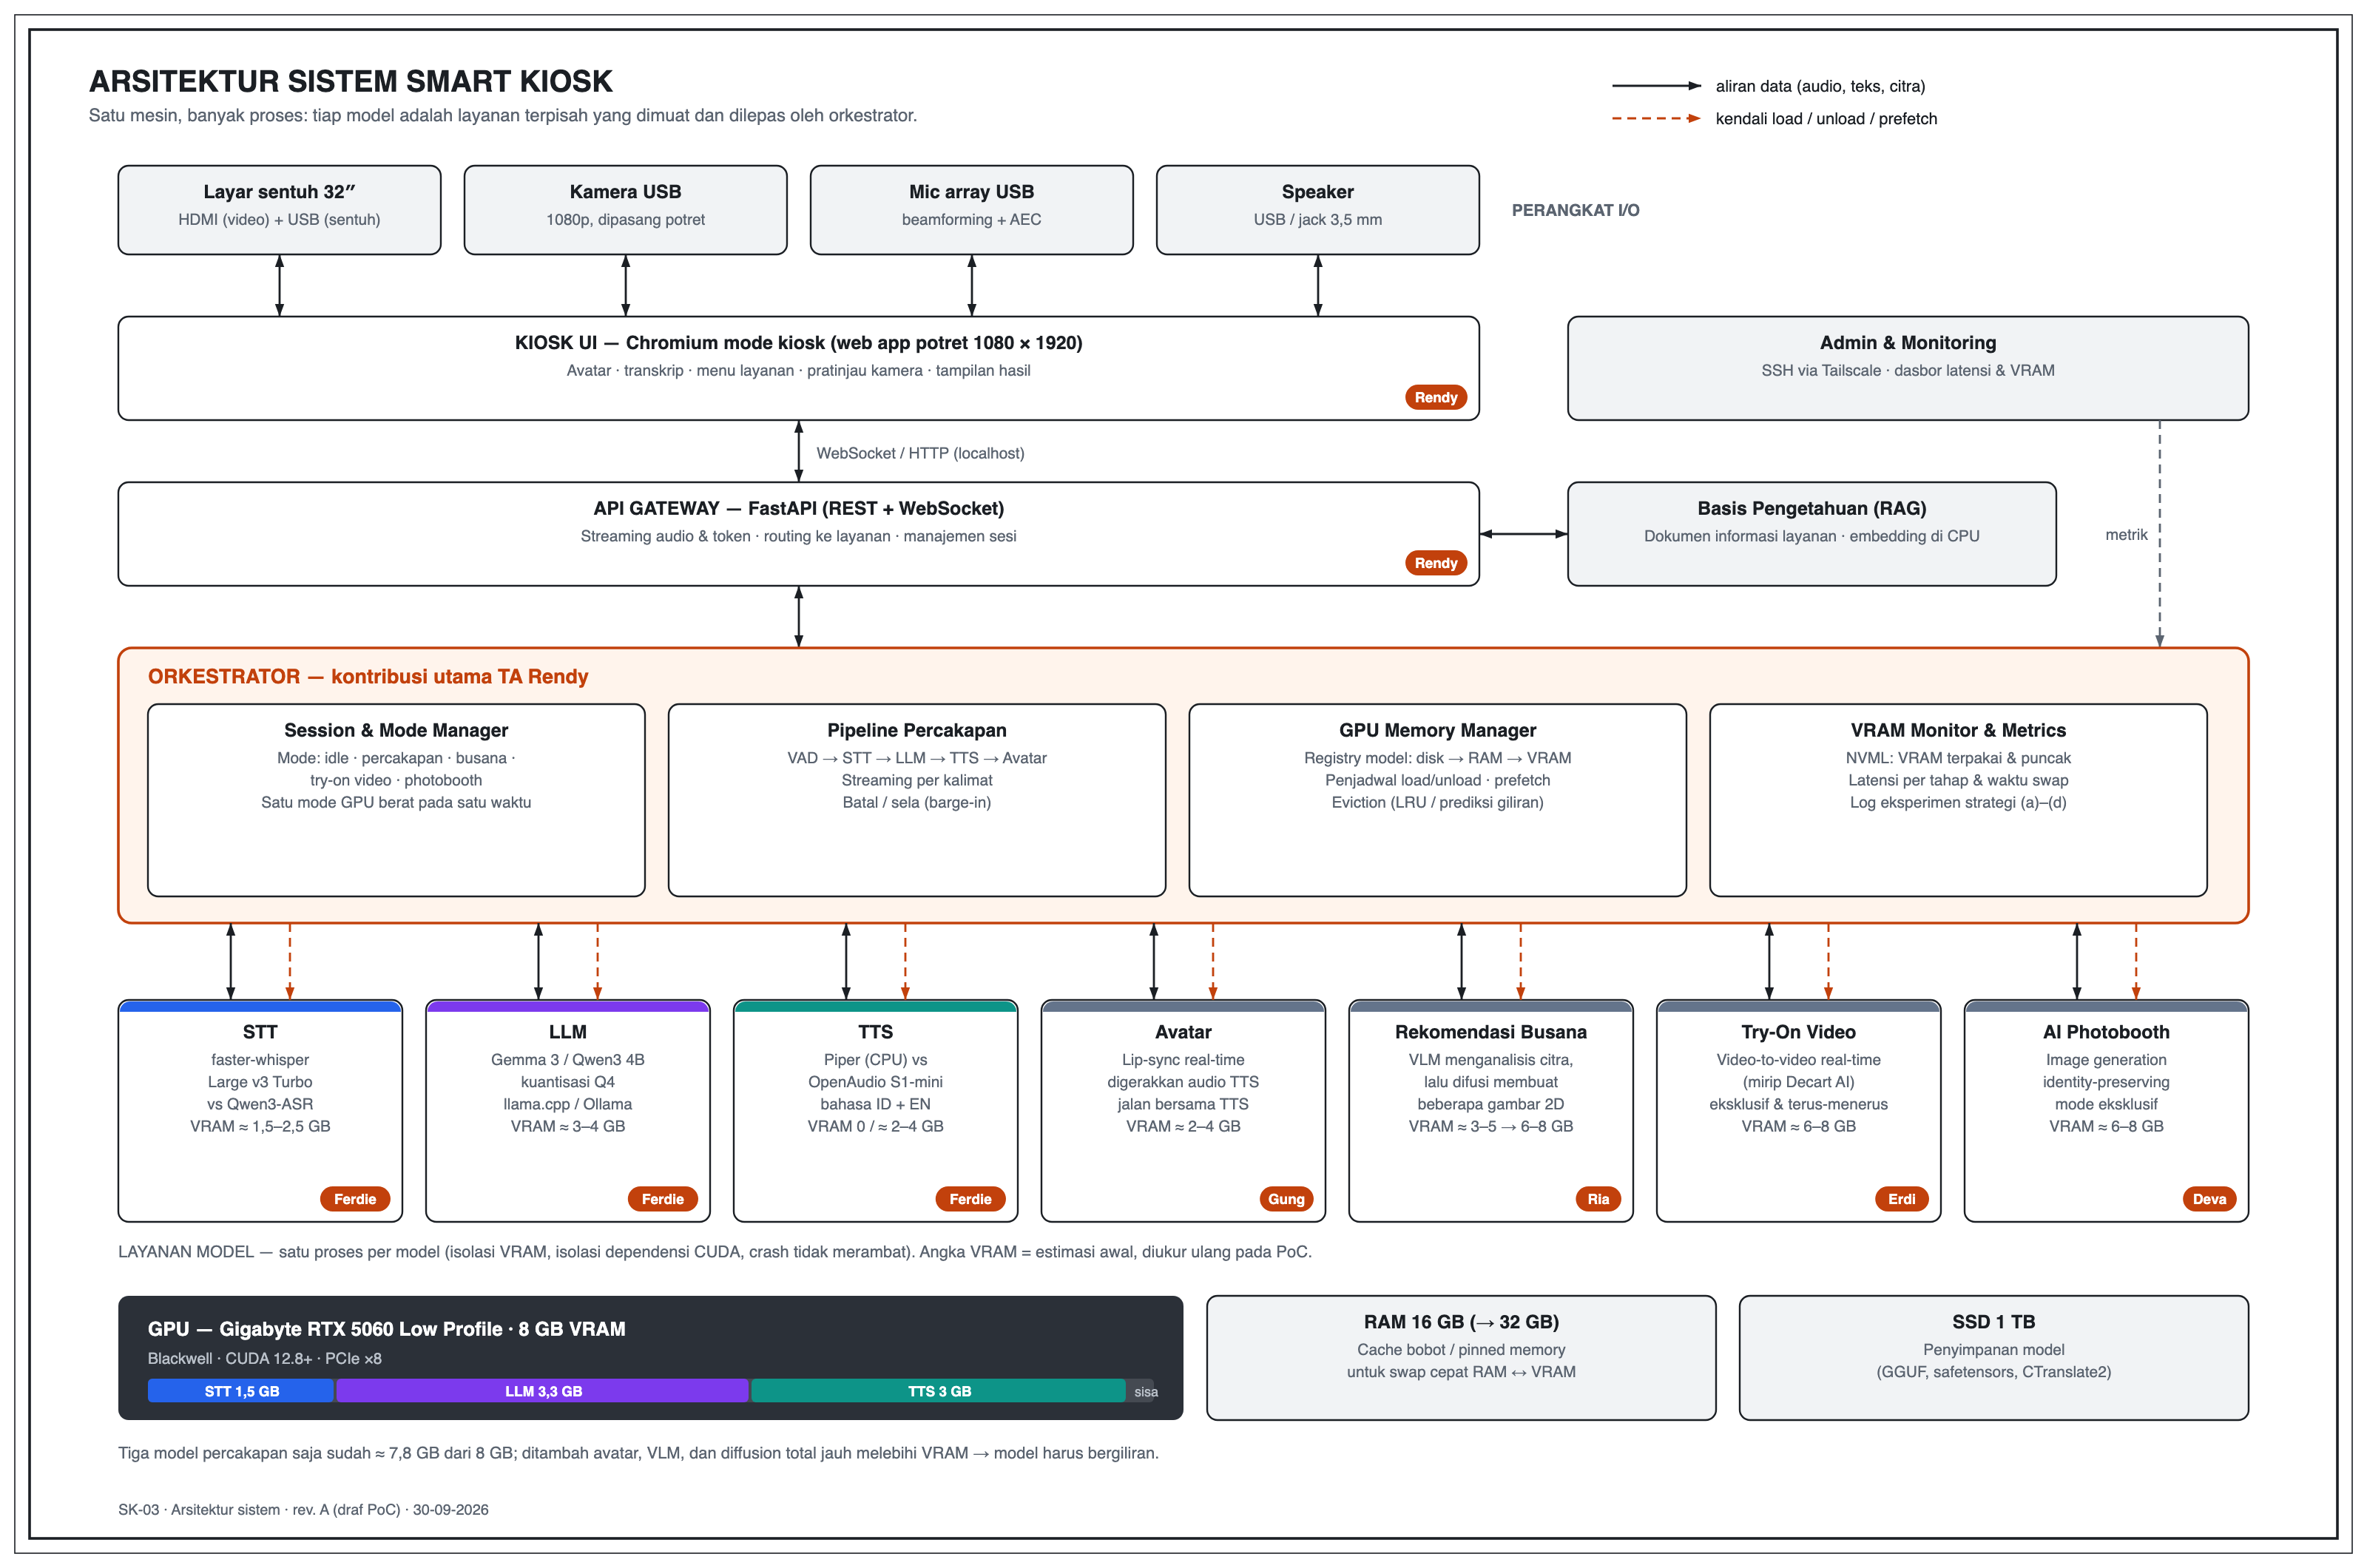 ARSITEKTUR SISTEM SMART KIOSK
Satu mesin, banyak proses: tiap model adalah layanan terpisah yang dimuat dan dilepas oleh orkestrator.
aliran data (audio, teks, citra)
kendali load / unload / prefetch
Layar sentuh 32″
HDMI (video) + USB (sentuh)
Kamera USB
1080p, dipasang potret
Mic array USB
beamforming + AEC
Speaker
USB / jack 3,5 mm
PERANGKAT I/O
KIOSK UI — Chromium mode kiosk (web app potret 1080 × 1920)
Avatar · transkrip · menu layanan · pratinjau kamera · tampilan hasil
Rendy
Admin & Monitoring
SSH via Tailscale · dasbor latensi & VRAM
WebSocket / HTTP (localhost)
API GATEWAY — FastAPI (REST + WebSocket)
Streaming audio & token · routing ke layanan · manajemen sesi
Rendy
Basis Pengetahuan (RAG)
Dokumen informasi layanan · embedding di CPU
metrik
ORKESTRATOR — kontribusi utama TA Rendy
Session & Mode Manager
Mode: idle · percakapan · busana ·
try-on video · photobooth
Satu mode GPU berat pada satu waktu
Pipeline Percakapan
VAD → STT → LLM → TTS → Avatar
Streaming per kalimat
Batal / sela (barge-in)
GPU Memory Manager
Registry model: disk → RAM → VRAM
Penjadwal load/unload · prefetch
Eviction (LRU / prediksi giliran)
VRAM Monitor & Metrics
NVML: VRAM terpakai & puncak
Latensi per tahap & waktu swap
Log eksperimen strategi (a)–(d)
STT
faster-whisper
Large v3 Turbo
vs Qwen3-ASR
VRAM ≈ 1,5–2,5 GB
Ferdie
LLM
Gemma 3 / Qwen3 4B
kuantisasi Q4
llama.cpp / Ollama
VRAM ≈ 3–4 GB
Ferdie
TTS
Piper (CPU) vs
OpenAudio S1-mini
bahasa ID + EN
VRAM 0 / ≈ 2–4 GB
Ferdie
Avatar
Lip-sync real-time
digerakkan audio TTS
jalan bersama TTS
VRAM ≈ 2–4 GB
Gung
Rekomendasi Busana
VLM menganalisis citra,
lalu difusi membuat
beberapa gambar 2D
VRAM ≈ 3–5 → 6–8 GB
Ria
Try-On Video
Video-to-video real-time
(mirip Decart AI)
eksklusif & terus-menerus
VRAM ≈ 6–8 GB
Erdi
AI Photobooth
Image generation
identity-preserving
mode eksklusif
VRAM ≈ 6–8 GB
Deva
LAYANAN MODEL — satu proses per model (isolasi VRAM, isolasi dependensi CUDA, crash tidak merambat). Angka VRAM = estimasi awal, diukur ulang pada PoC.
GPU — Gigabyte RTX 5060 Low Profile · 8 GB VRAM
Blackwell · CUDA 12.8+ · PCIe ×8
STT 1,5 GB
LLM 3,3 GB
TTS 3 GB
sisa
RAM 16 GB (→ 32 GB)
Cache bobot / pinned memory
untuk swap cepat RAM ↔ VRAM
SSD 1 TB
Penyimpanan model
(GGUF, safetensors, CTranslate2)
Tiga model percakapan saja sudah ≈ 7,8 GB dari 8 GB; ditambah avatar, VLM, dan diffusion total jauh melebihi VRAM → model harus bergiliran.
SK-03 · Arsitektur sistem · rev. A (draf PoC) · 30-09-2026